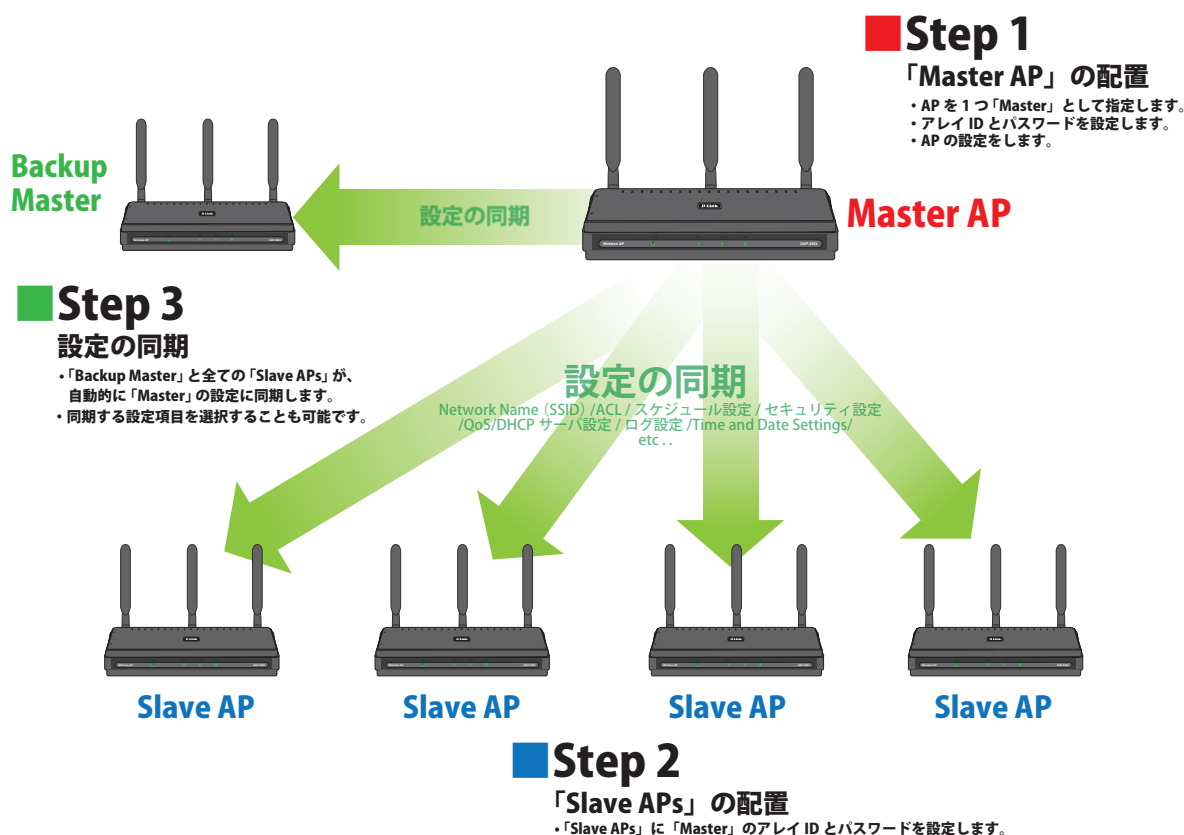 ■Step 1
「Master AP」の配置
・AP を 1 つ「Master」として指定します。
・アレイ ID とパスワードを設定します。
・AP の設定をします。
Backup
Master
設定の同期
D-Link
D-Link
Wireless AP
Master AP
■Step 3
設定の同期
・「Backup Master」と全ての「Slave APs」が、
自動的に「Master」の設定に同期します。
・同期する設定項目を選択することも可能です。
設定の同期
Network Name（SSID）/ACL / スケジュール設定 / セキュリティ設定
/QoS/DHCP サーバ設定 / ログ設定 /Time and Date Settings/
etc . .
D-Link
D-Link
D-Link
D-Link
Slave AP
Slave AP
Slave AP
Slave AP
■Step 2
「Slave APs」の配置
・「Slave APs」に「Master」のアレイ ID とパスワードを設定します。